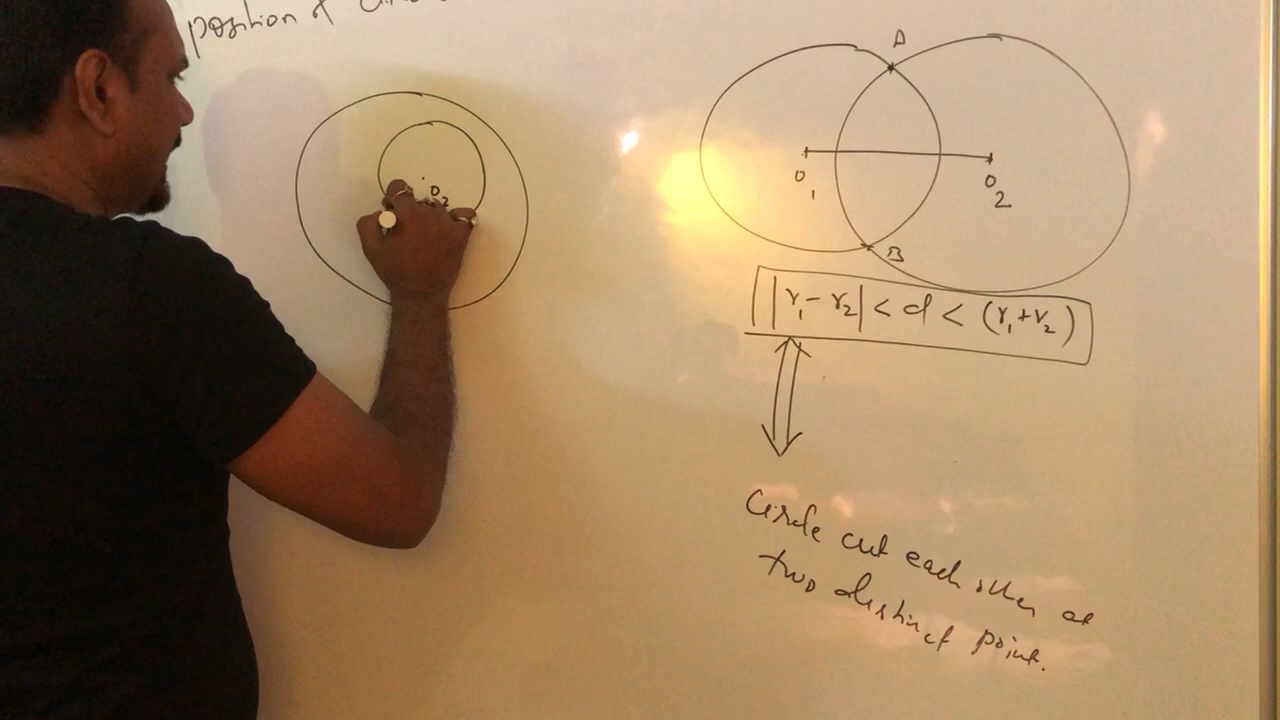 position of
O2
A
O1
O2
B
|r1 - r2| < d < (r1 + r2)
Circle cut each other at
two distinct point.